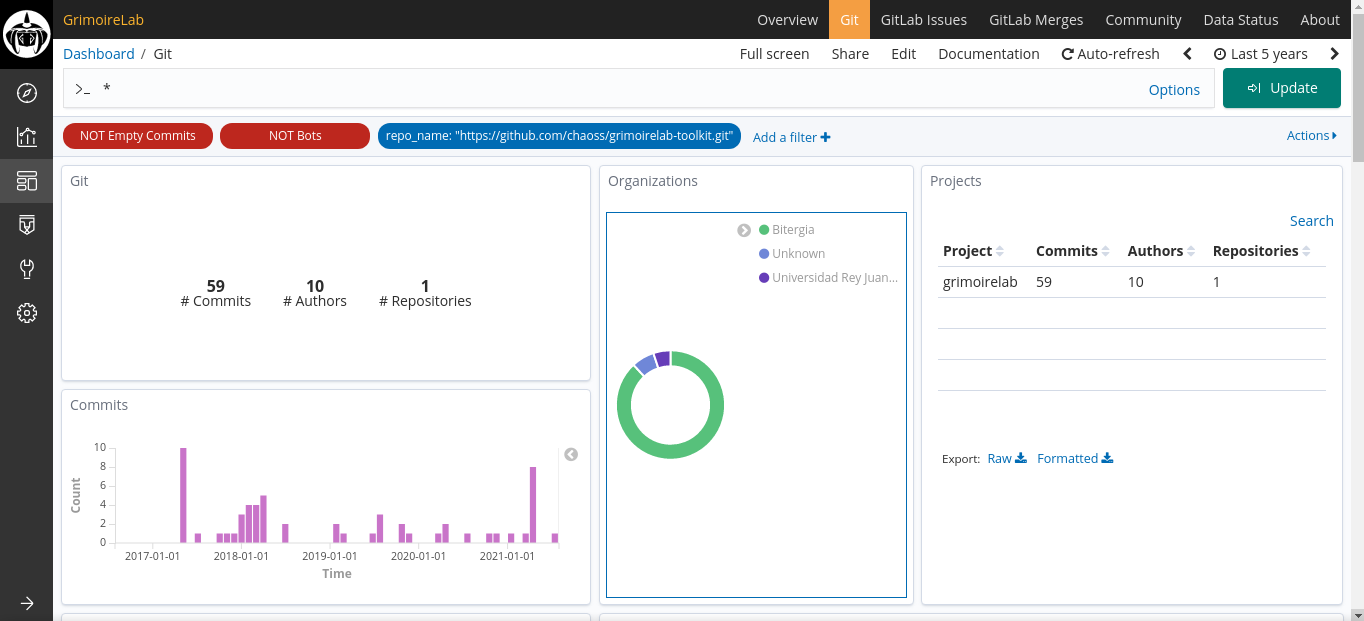 GrimoireLab
Overview Git GitLab Issues GitLab Merges Community Data Status About
Dashboard / Git
Full screen Share Edit Documentation Auto-refresh Last 5 years
>_ *
Options
Update
NOT Empty Commits NOT Bots repo_name: "https://github.com/chaoss/grimoirelab-toolkit.git" Add a filter
Actions
Git
59 10 1
# Commits # Authors # Repositories
Commits
10
8
6
4
2
0
Count
2017-01-01 2018-01-01 2019-01-01 2020-01-01 2021-01-01
Time
Organizations
Bitergia
Unknown
Universidad Rey Juan...
Projects
Search
Project Commits Authors Repositories
grimoirelab 59 10 1
Export: Raw Formatted